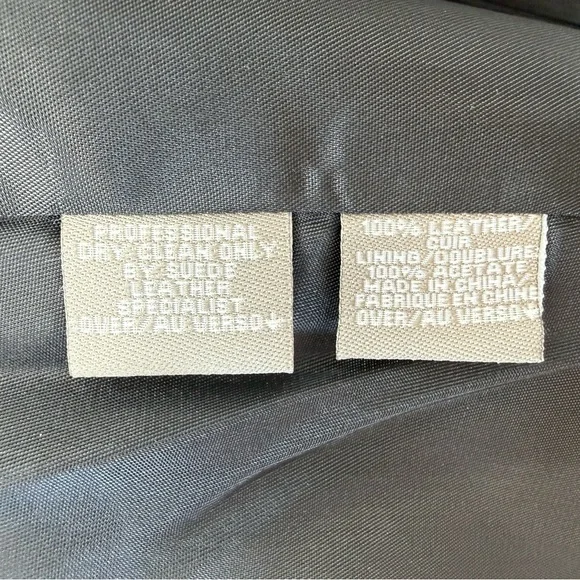 PROFESSIONAL
DRY CLEAN ONLY
BY SUEDE
LEATHER
SPECIALIST
OVER/AU VERSO↓
100% LEATHER/
CUIR
LINING/DOUBLURE
100% ACETATE
MADE IN CHINA/
FABRIQUE EN CHINE
OVER/AU VERSO↓